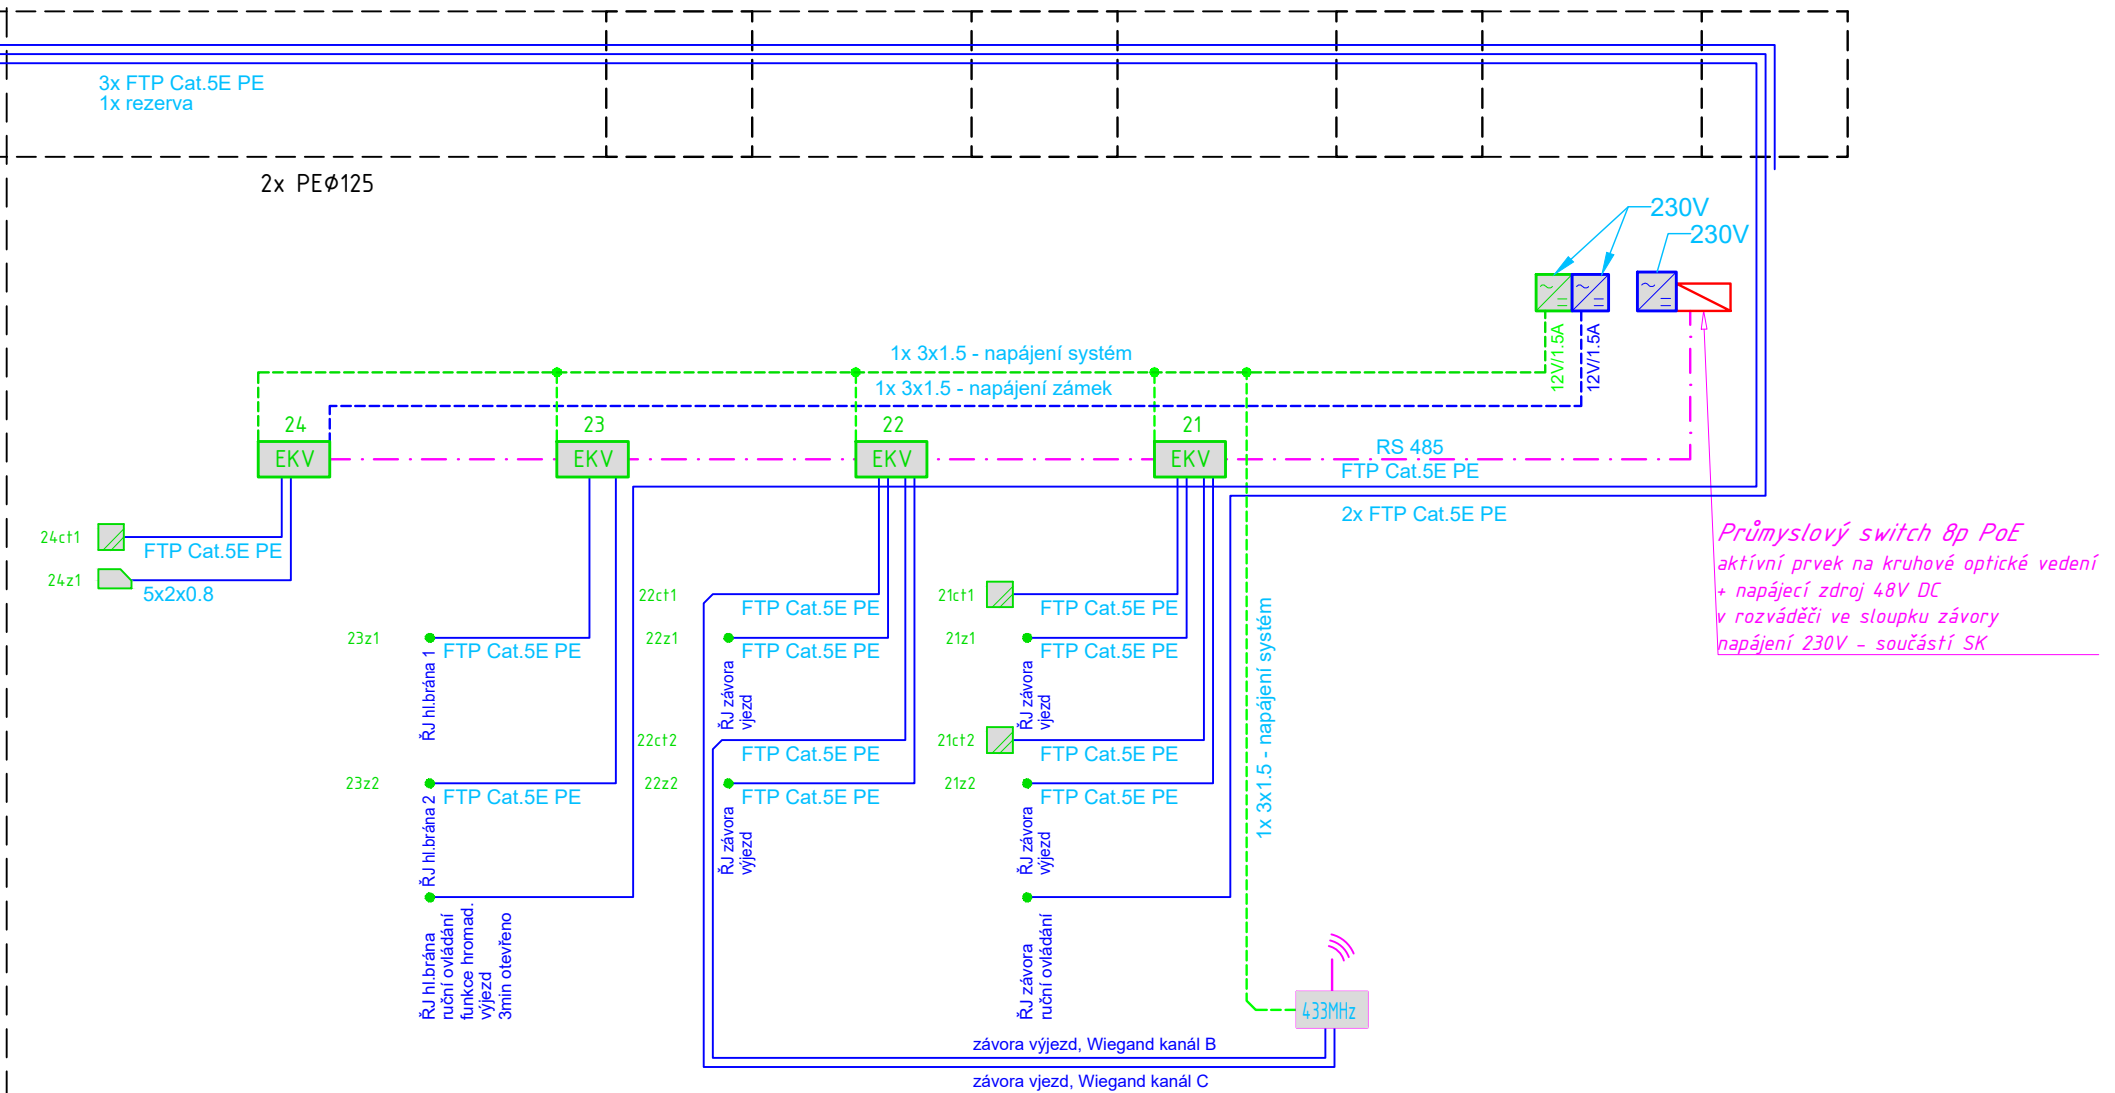 3x FTP Cat.5E PE
1x rezerva
2x PEϕ125
230V
230V
12V/1.5A
12V/1.5A
1x 3x1.5 - napájení systém
1x 3x1.5 - napájení zámek
24
23
22
21
EKV
EKV
EKV
EKV
RS 485
FTP Cat.5E PE
2x FTP Cat.5E PE
Průmyslový switch 8p PoE
aktívní prvek na kruhové optické vedení
+ napájecí zdroj 48V DC
v rozváděči ve sloupku závory
napájení 230V - součástí SK
24ct1
FTP Cat.5E PE
24z1
5x2x0.8
23z1
FTP Cat.5E PE
ŘJ hl.brána 1
23z2
FTP Cat.5E PE
ŘJ hl.brána 2
ŘJ hl.brána
ruční ovládání
funkce hromad.
výjezd
3min otevřeno
22ct1
FTP Cat.5E PE
22z1
FTP Cat.5E PE
ŘJ závora
vjezd
22ct2
FTP Cat.5E PE
22z2
FTP Cat.5E PE
ŘJ závora
výjezd
21ct1
FTP Cat.5E PE
21z1
FTP Cat.5E PE
ŘJ závora
vjezd
21ct2
FTP Cat.5E PE
21z2
FTP Cat.5E PE
ŘJ závora
výjezd
ŘJ závora
ruční ovládání
1x 3x1.5 - napájení systém
433MHz
závora výjezd, Wiegand kanál B
závora vjezd, Wiegand kanál C